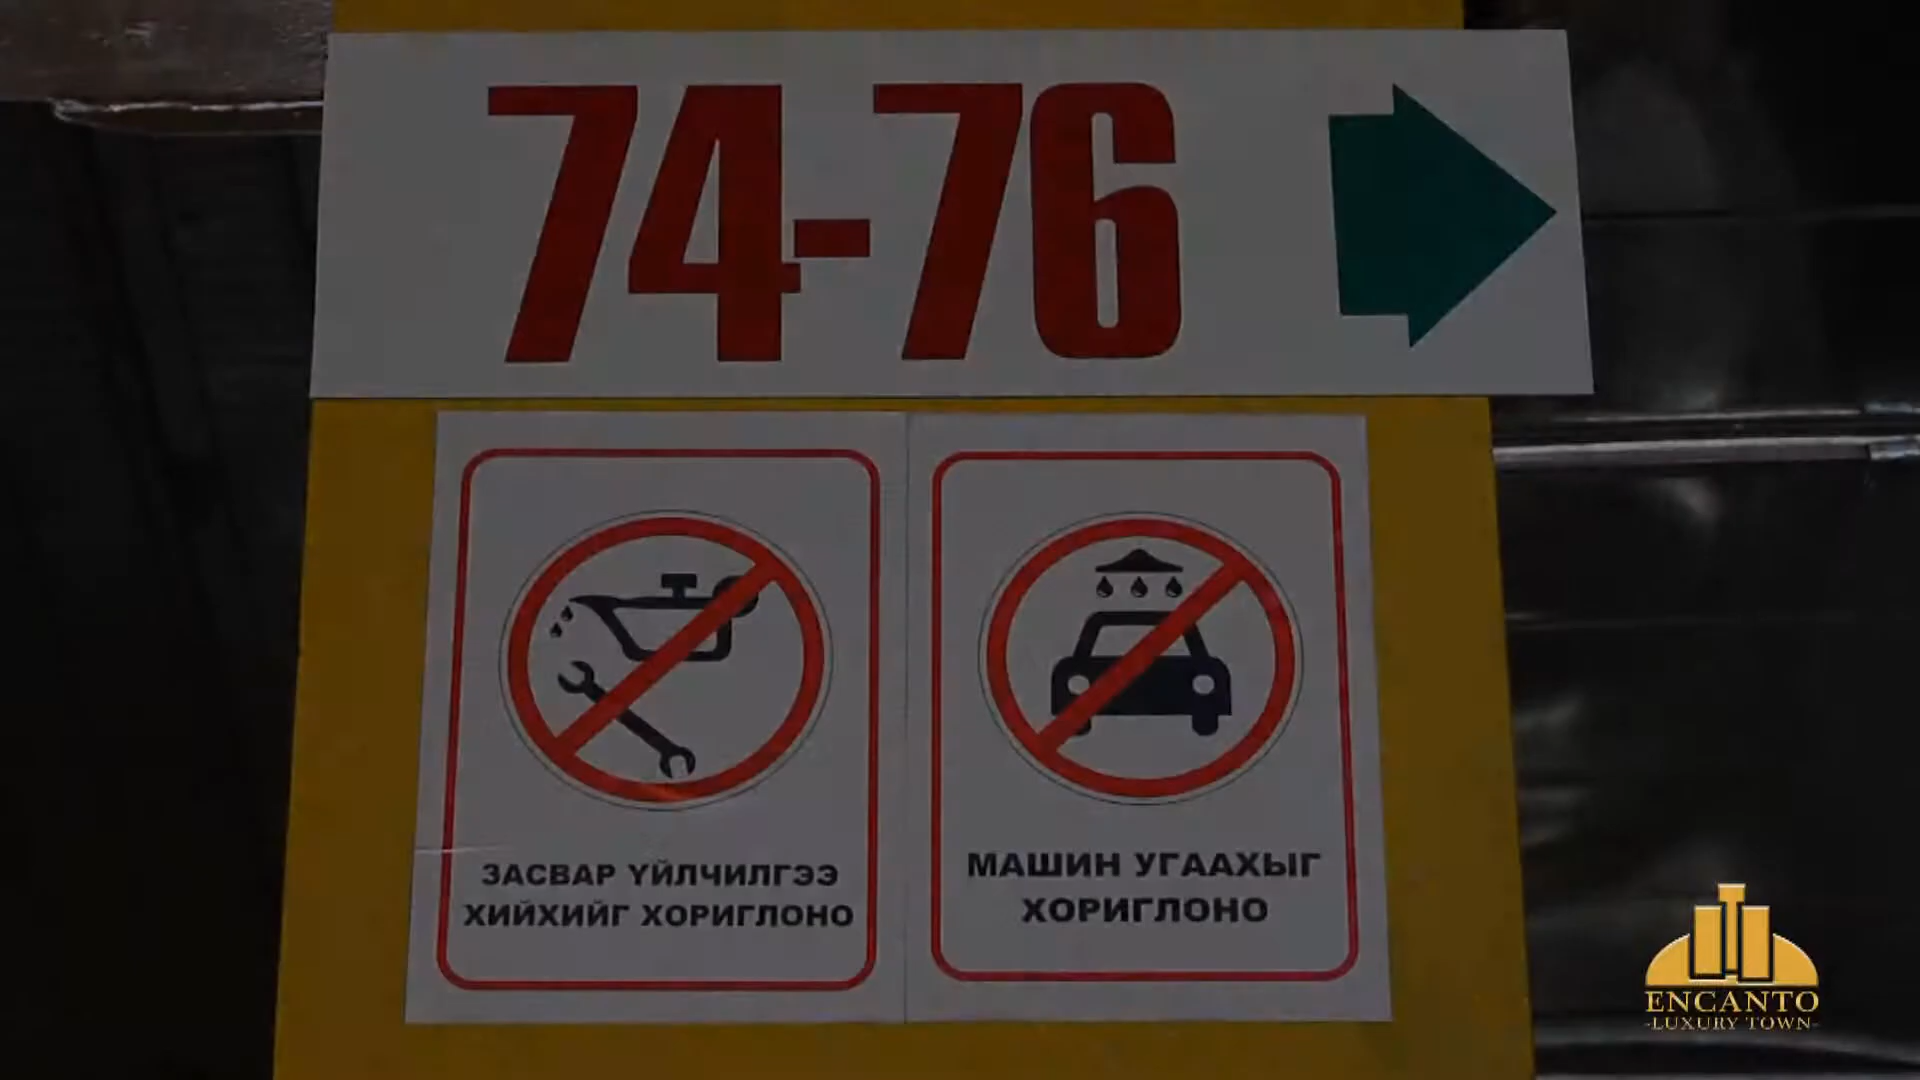 74-76
ЗАСВАР ҮЙЛЧИЛГЭЭ
ХИЙХИЙГ ХОРИГЛОНО
МАШИН УГААХЫГ
ХОРИГЛОНО
ENCANTO
-LUXURY TOWN-